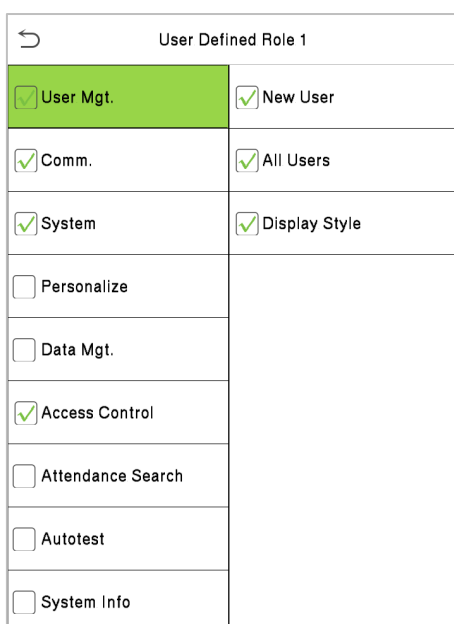 User Defined Role 1
User Mgt.
New User
Comm.
All Users
System
Display Style
Personalize
Data Mgt.
Access Control
Attendance Search
Autotest
System Info